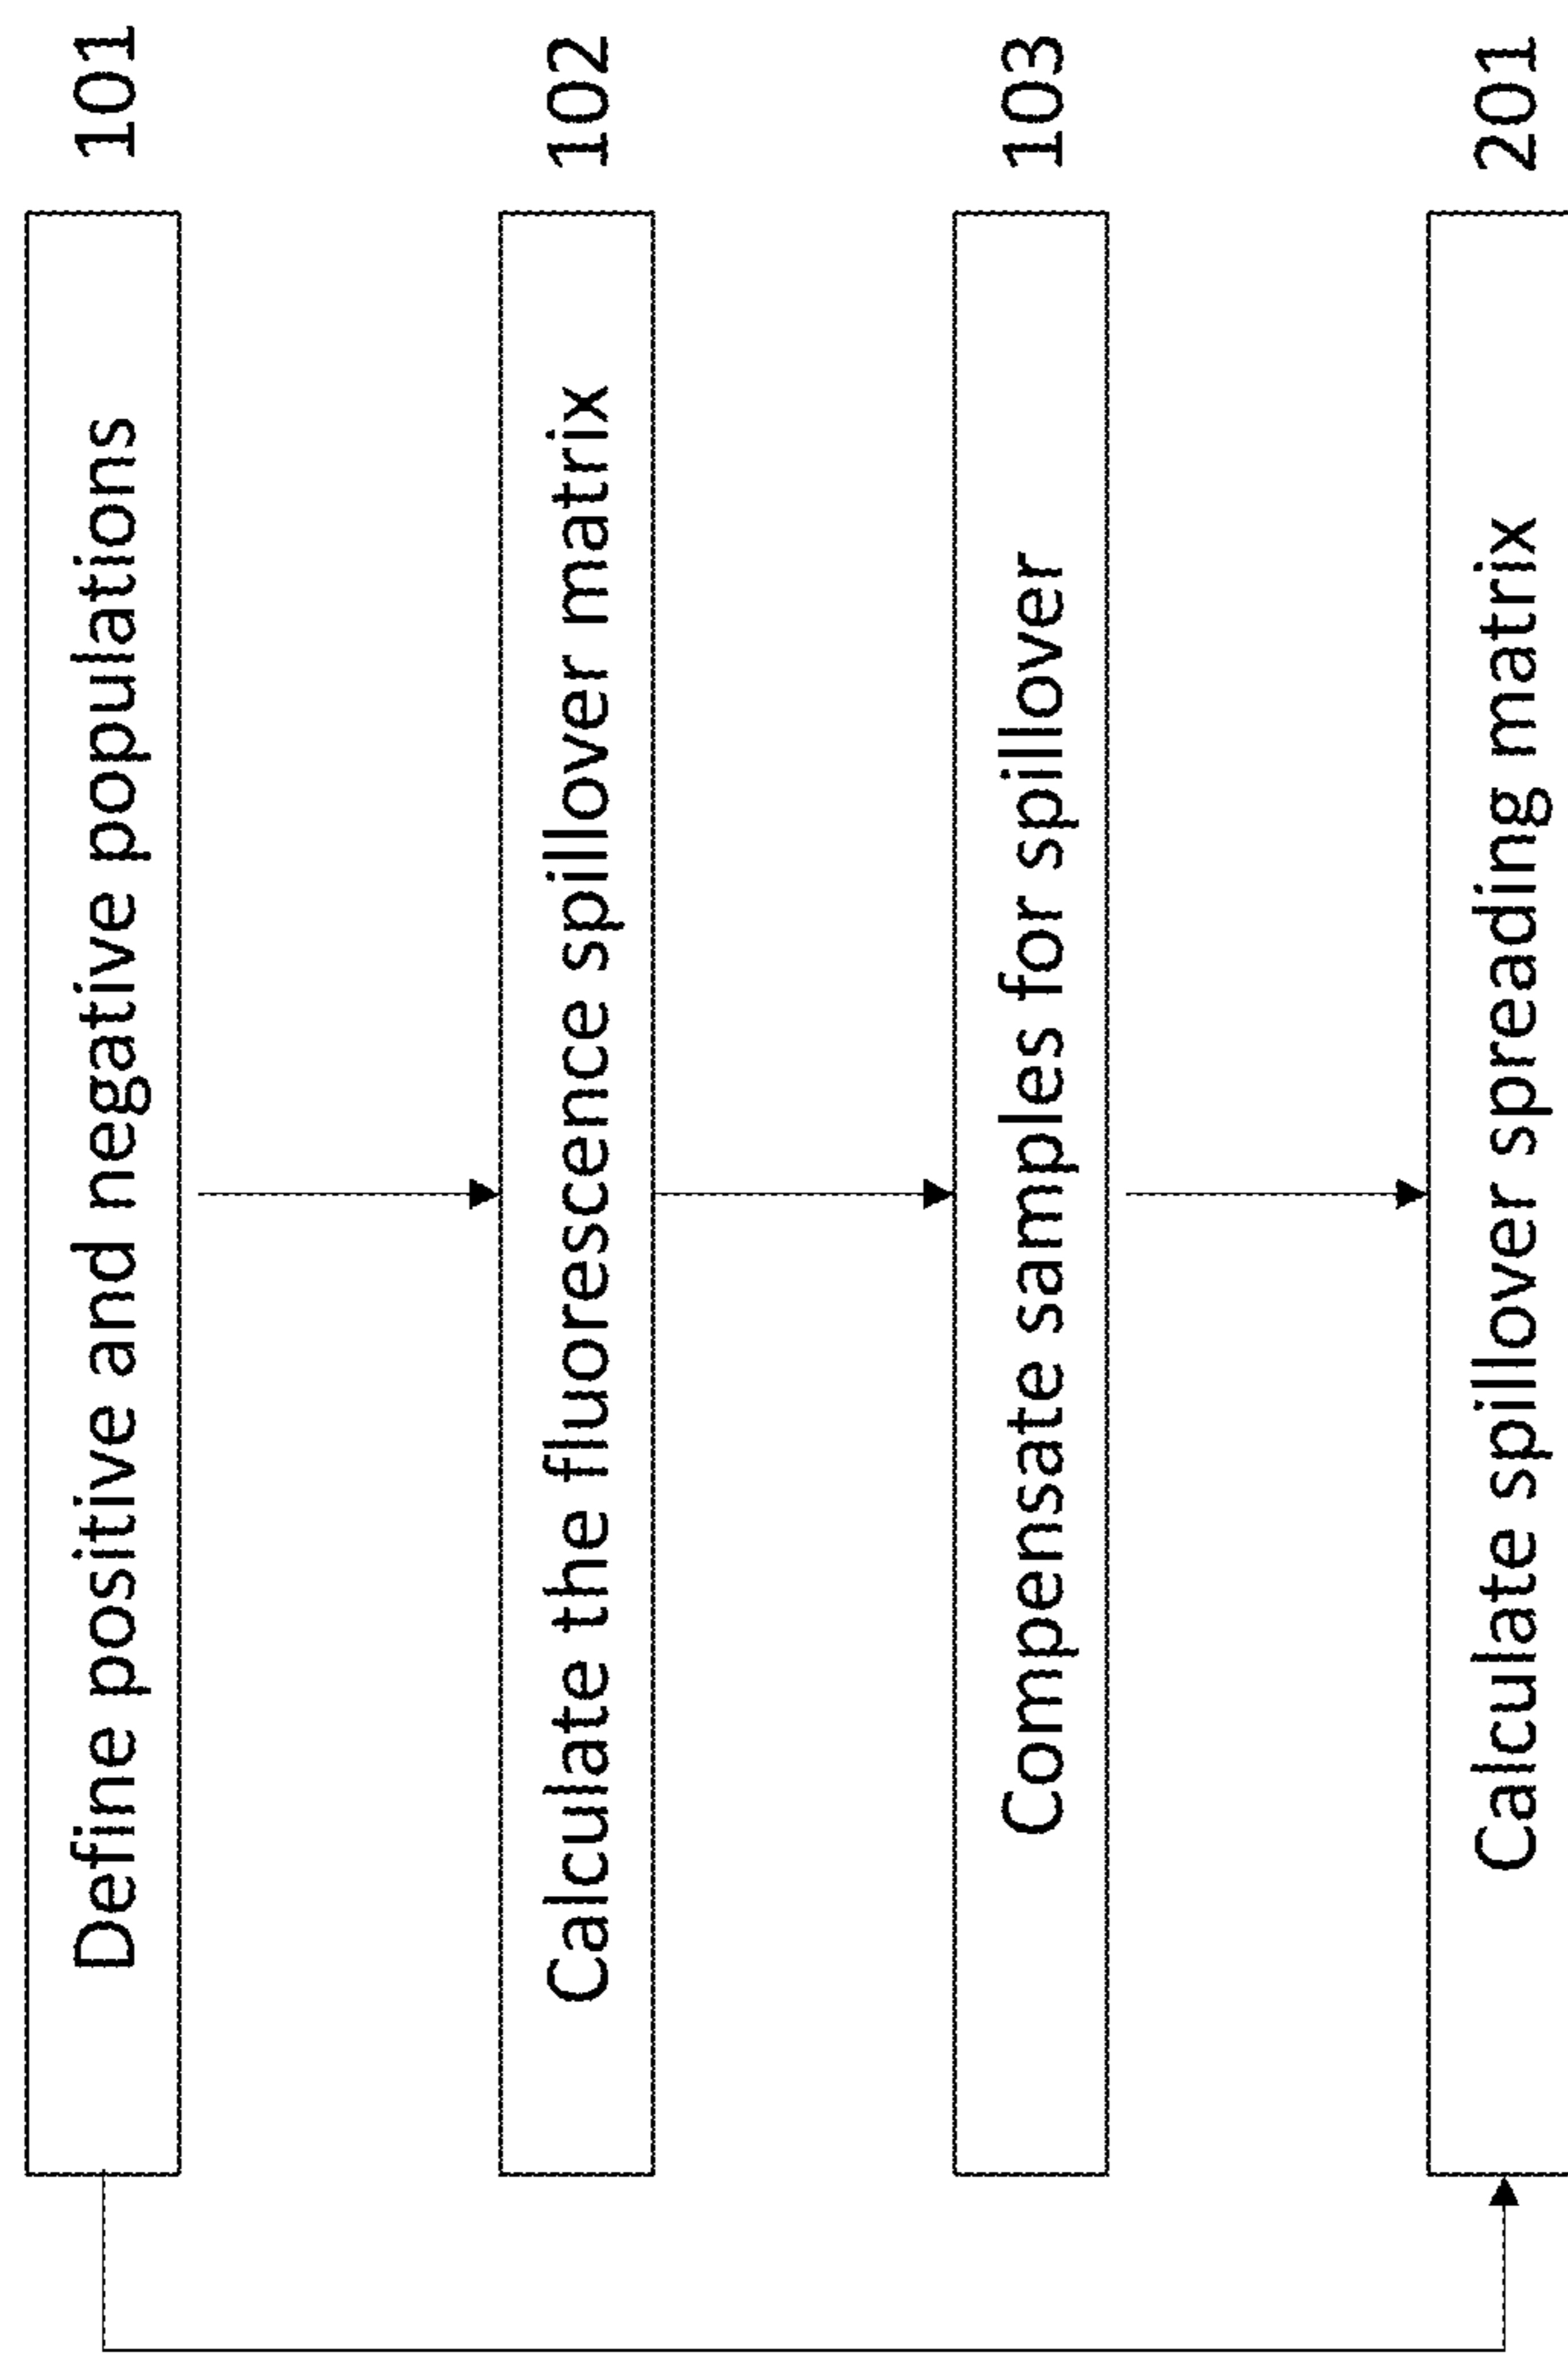 Define positive and negative populations 101
Calculate the fluorescence spillover matrix 102
Compensate samples for spillover 103
Calculate spillover spreading matrix 201